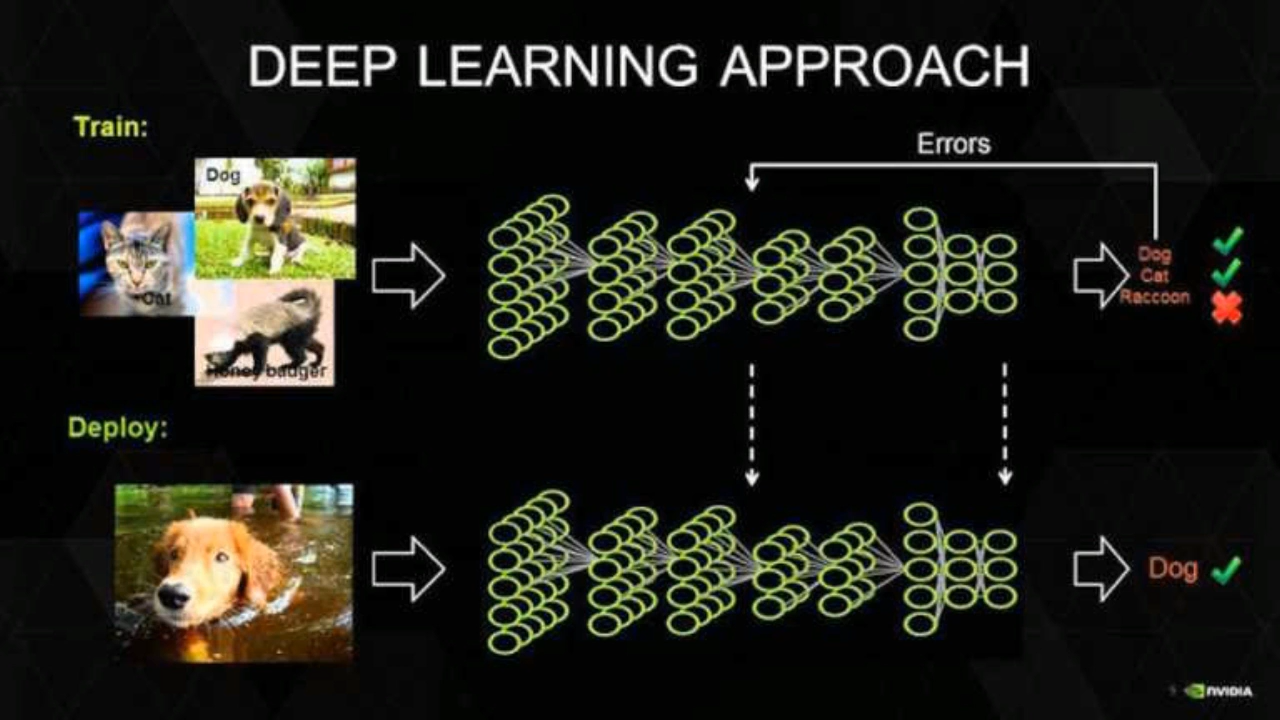 DEEP LEARNING APPROACH
Train:
Errors
Dog
Cat
Honey badger
Dog
Cat
Raccoon
Deploy:
Dog
NVIDIA